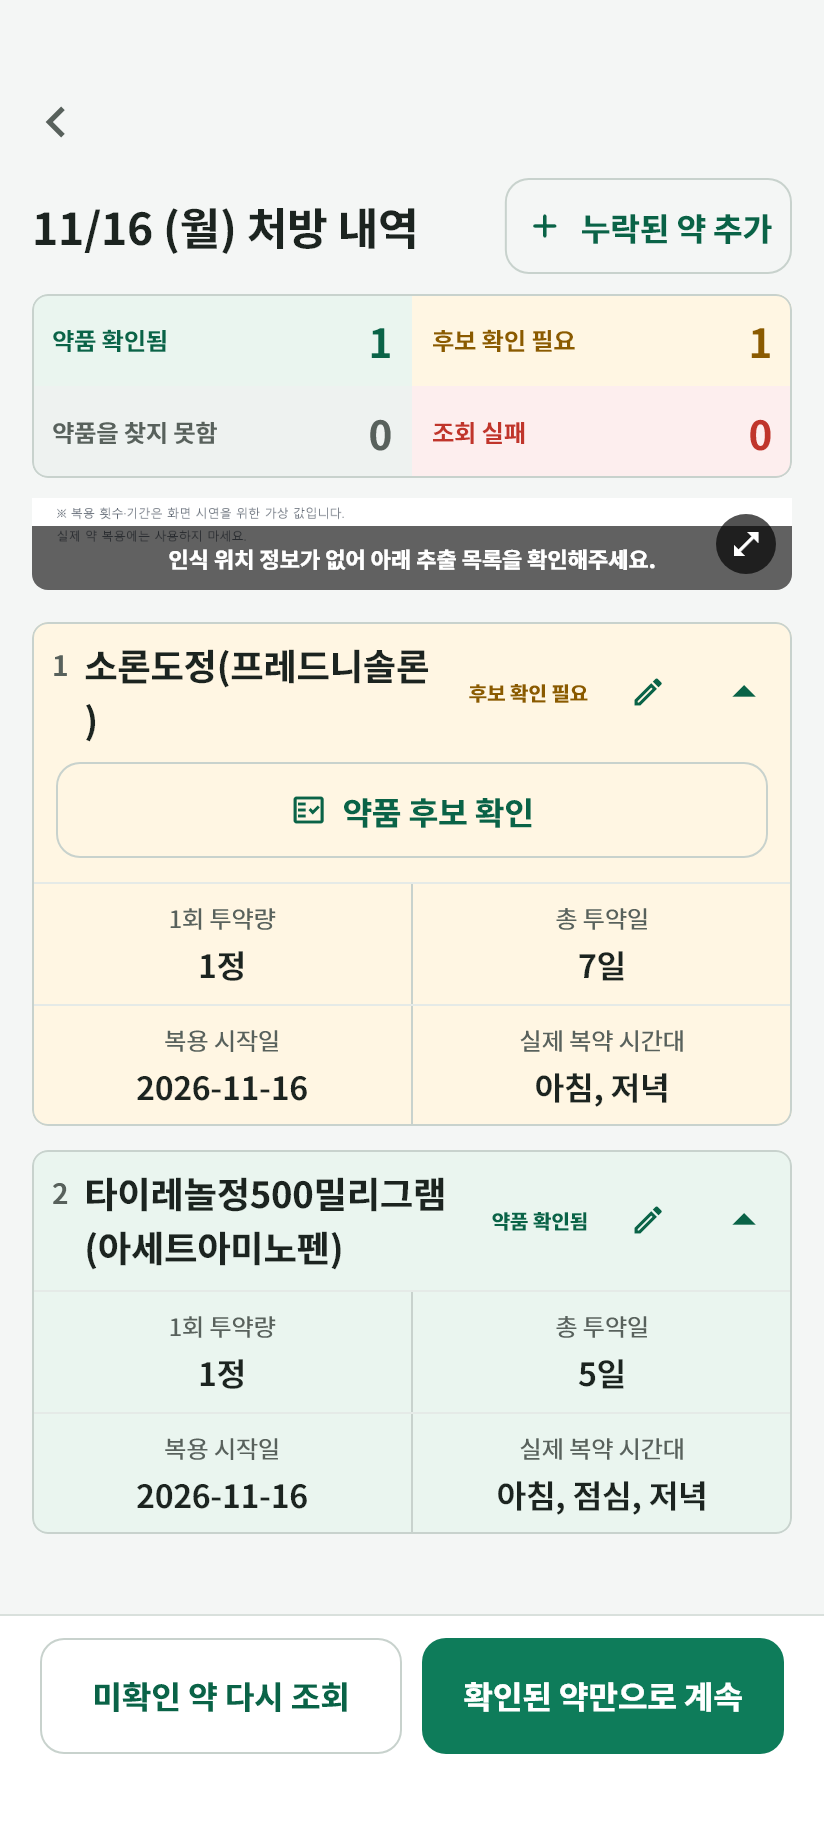 11/16 (월) 처방 내역
+ 누락된 약 추가
약품 확인됨 1
후보 확인 필요 1
약품을 찾지 못함 0
조회 실패 0
※ 복용 횟수·기간은 화면 시연을 위한 가상 값입니다.
실제 약 복용에는 사용하지 마세요.
인식 위치 정보가 없어 아래 추출 목록을 확인해주세요.
1 소론도정(프레드니솔론
)
후보 확인 필요
약품 후보 확인
1회 투약량
1정
총 투약일
7일
복용 시작일
2026-11-16
실제 복약 시간대
아침, 저녁
2 타이레놀정500밀리그램
(아세트아미노펜)
약품 확인됨
1회 투약량
1정
총 투약일
5일
복용 시작일
2026-11-16
실제 복약 시간대
아침, 점심, 저녁
미확인 약 다시 조회
확인된 약만으로 계속